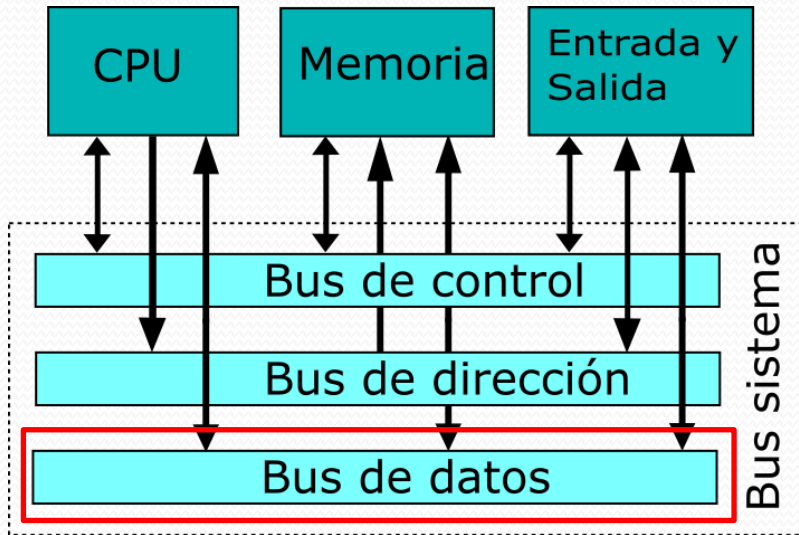 CPU
Memoria
Entrada y
Salida
Bus de control
Bus de dirección
Bus de datos
Bus sistema